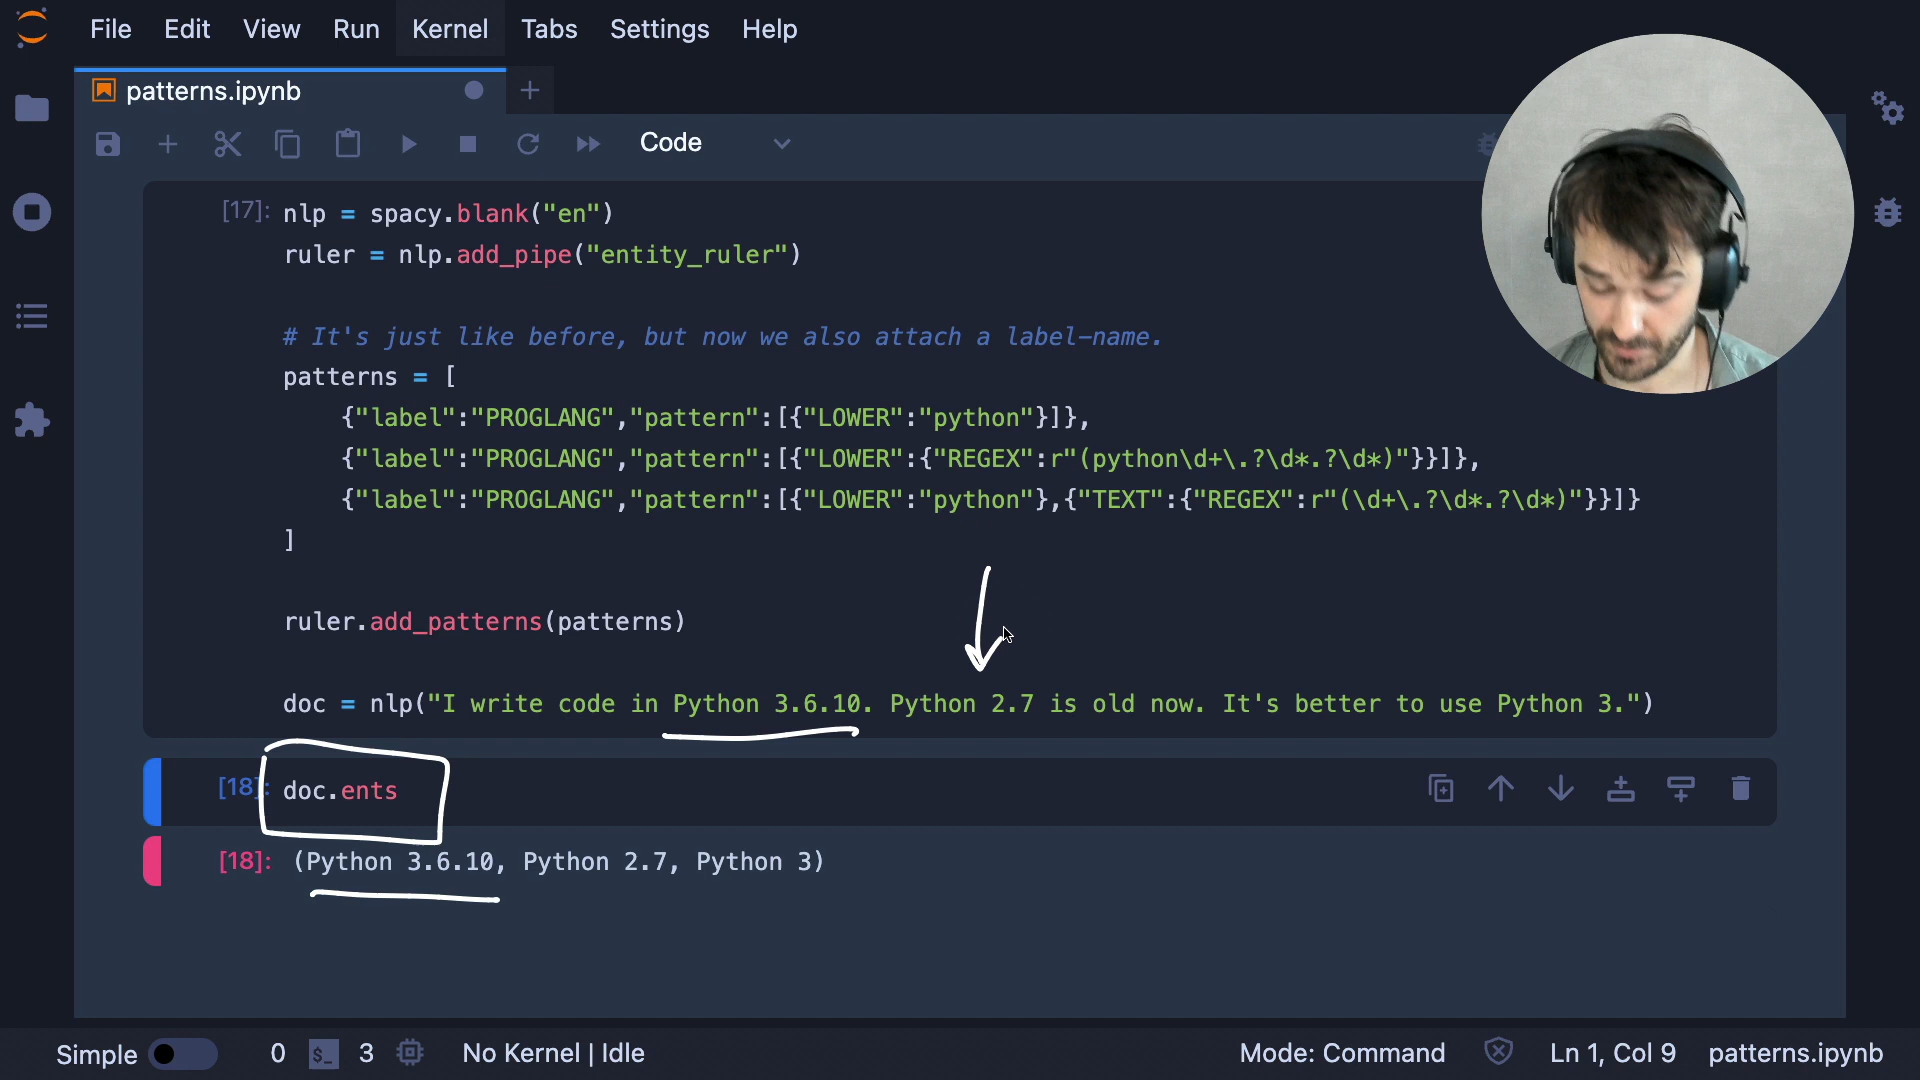 File Edit View Run Kernel Tabs Settings Help
patterns.ipynb
Code
[17]: nlp = spacy.blank("en")
ruler = nlp.add_pipe("entity_ruler")
# It's just like before, but now we also attach a label-name.
patterns = [
{"label":"PROGLANG","pattern":[{"LOWER":"python"}]},
{"label":"PROGLANG","pattern":[{"LOWER":{"REGEX":r"(python\d+\.?\d*.?\d*)"}}]},
{"label":"PROGLANG","pattern":[{"LOWER":"python"},{"TEXT":{"REGEX":r"(\d+\.?\d*.?\d*)"}}]}
]
ruler.add_patterns(patterns)
doc = nlp("I write code in Python 3.6.10. Python 2.7 is old now. It's better to use Python 3.")
[18]: doc.ents
[18]: (Python 3.6.10, Python 2.7, Python 3)
Simple 0 $_ 3 No Kernel | Idle Mode: Command Ln 1, Col 9 patterns.ipynb